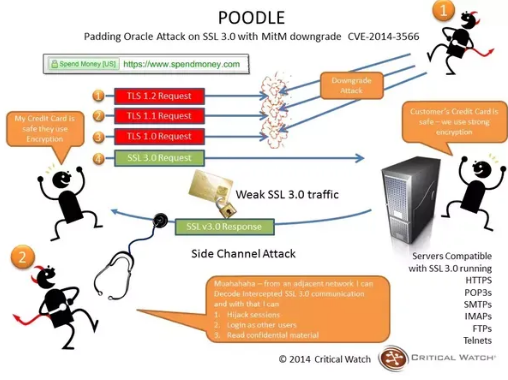 POODLE
Padding Oracle Attack on SSL 3.0 with MitM downgrade CVE-2014-3566
1
Spend Money [US]
https://www.spendmoney.com
Downgrade
Attack
1
TLS 1.2 Request
2
TLS 1.1 Request
3
TLS 1.0 Request
4
SSL 3.0 Request
My Credit Card is
safe they use
Encryption
Customer's Credit Card is
safe—we use strong
encryption
Weak SSL 3.0 traffic
SSL v3.0 Response
Side Channel Attack
2
Maahahaha – from an adjacent network I can
Decode Intercepted SSL 3.0 communication
and with that I can
1. Hijack sessions
2. Login as other users
3. Read confidential material
Servers Compatible
with SSL 3.0 running
HTTPS
POP3s
SMTPs
IMAPs
FTPs
Telnets
© 2014 Critical Watch
CRITICAL WATCH